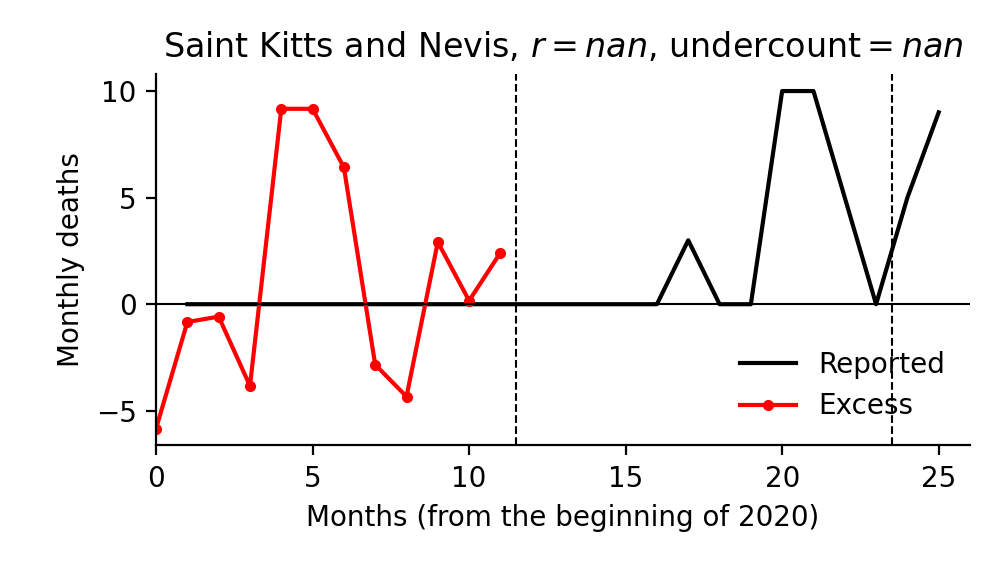 Saint Kitts and Nevis, r = nan, undercount = nan
10
5
0
−5
Monthly deaths
Reported
Excess
0 5 10 15 20 25
Months (from the beginning of 2020)